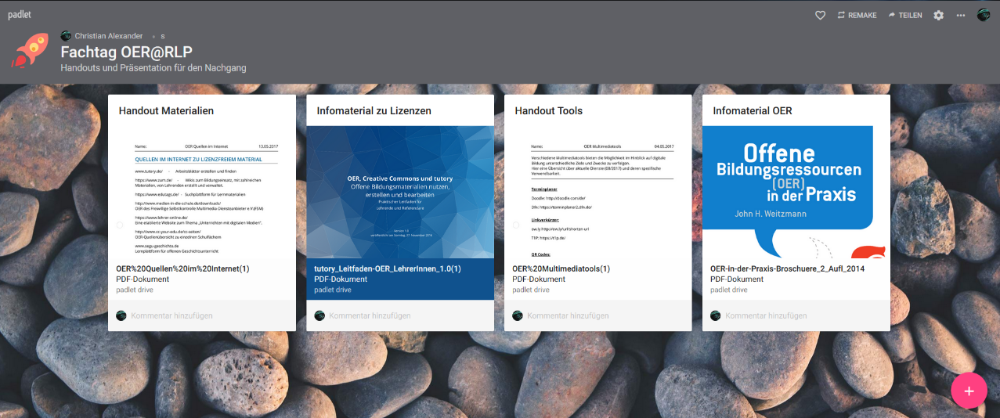 padlet
REMAKE
TEILEN
Christian Alexander • s
Fachtag OER@RLP
Handouts und Präsentation für den Nachgang
Handout Materialien
Name: OER Quellen im Internet 13.05.2017
QUELLEN IM INTERNET ZU LIZENZFREIEM MATERIAL
www.tutory.de/ - Arbeitsblätter erstellen und finden
https://www.zum.de/ - Wikis zum Bildungseinsatz, mit zahlreichen
Materialien, von Lehrenden erstellt und verwaltet.
https://www.edutags.de/ - Suchplattform für Lernmaterialien
http://www.medien-in-die-schule.de/downloads/
OER des Freiwillige Selbstkontrolle Multimedia-Diensteanbieter e.V.(FSM)
https://www.lehrer-online.de/
Eine etablierte Website zum Thema „Unterrichten mit digitalen Medien".
http://www.cc-your-edu.de/cc-seiten/
OER-Quellenübersicht zu einzelnen Schulfächern
www.segu-geschichte.de
Lernplattform für offenen Geschichtsunterricht
OER%20Quellen%20im%20Internet(1)
PDF-Dokument
padlet drive
Kommentar hinzufügen
Infomaterial zu Lizenzen
OER, Creative Commons und tutory
Offene Bildungsmaterialien nutzen,
erstellen und bearbeiten
Praktischer Leitfaden für
Lehrende und Referendare
Version 1.0
veröffentlicht am Sonntag, 27. November 2016
tutory_Leitfaden-OER_LehrerInnen_1.0(1)
PDF-Dokument
padlet drive
Kommentar hinzufügen
Handout Tools
Name: OER Multimediatools 04.05.2017
Verschiedene Multimediatools bieten die Möglichkeit im Hinblick auf digitale
Bildung unterschiedliche Ziele und Zwecke zu verfolgen.
Hier eine Übersicht über aktuelle Dienste (08/2017) und deren spezifische
Verwendbarkeit.
Terminplaner
Doodle: http://doodle.com/de/
Dfn: https://terminplaner2.dfn.de/
Linkverkürzer:
ow.ly http://ow.ly/url/shorten-url
T1P: https://t1p.de/
QR Codes:
OER%20Multimediatools(1)
PDF-Dokument
padlet drive
Kommentar hinzufügen
Infomaterial OER
Offene
Bildungsressourcen
(OER)
in der Praxis
John H. Weitzmann
OER-in-der-Praxis-Broschuere_2_Aufl_2014
PDF-Dokument
padlet drive
Kommentar hinzufügen